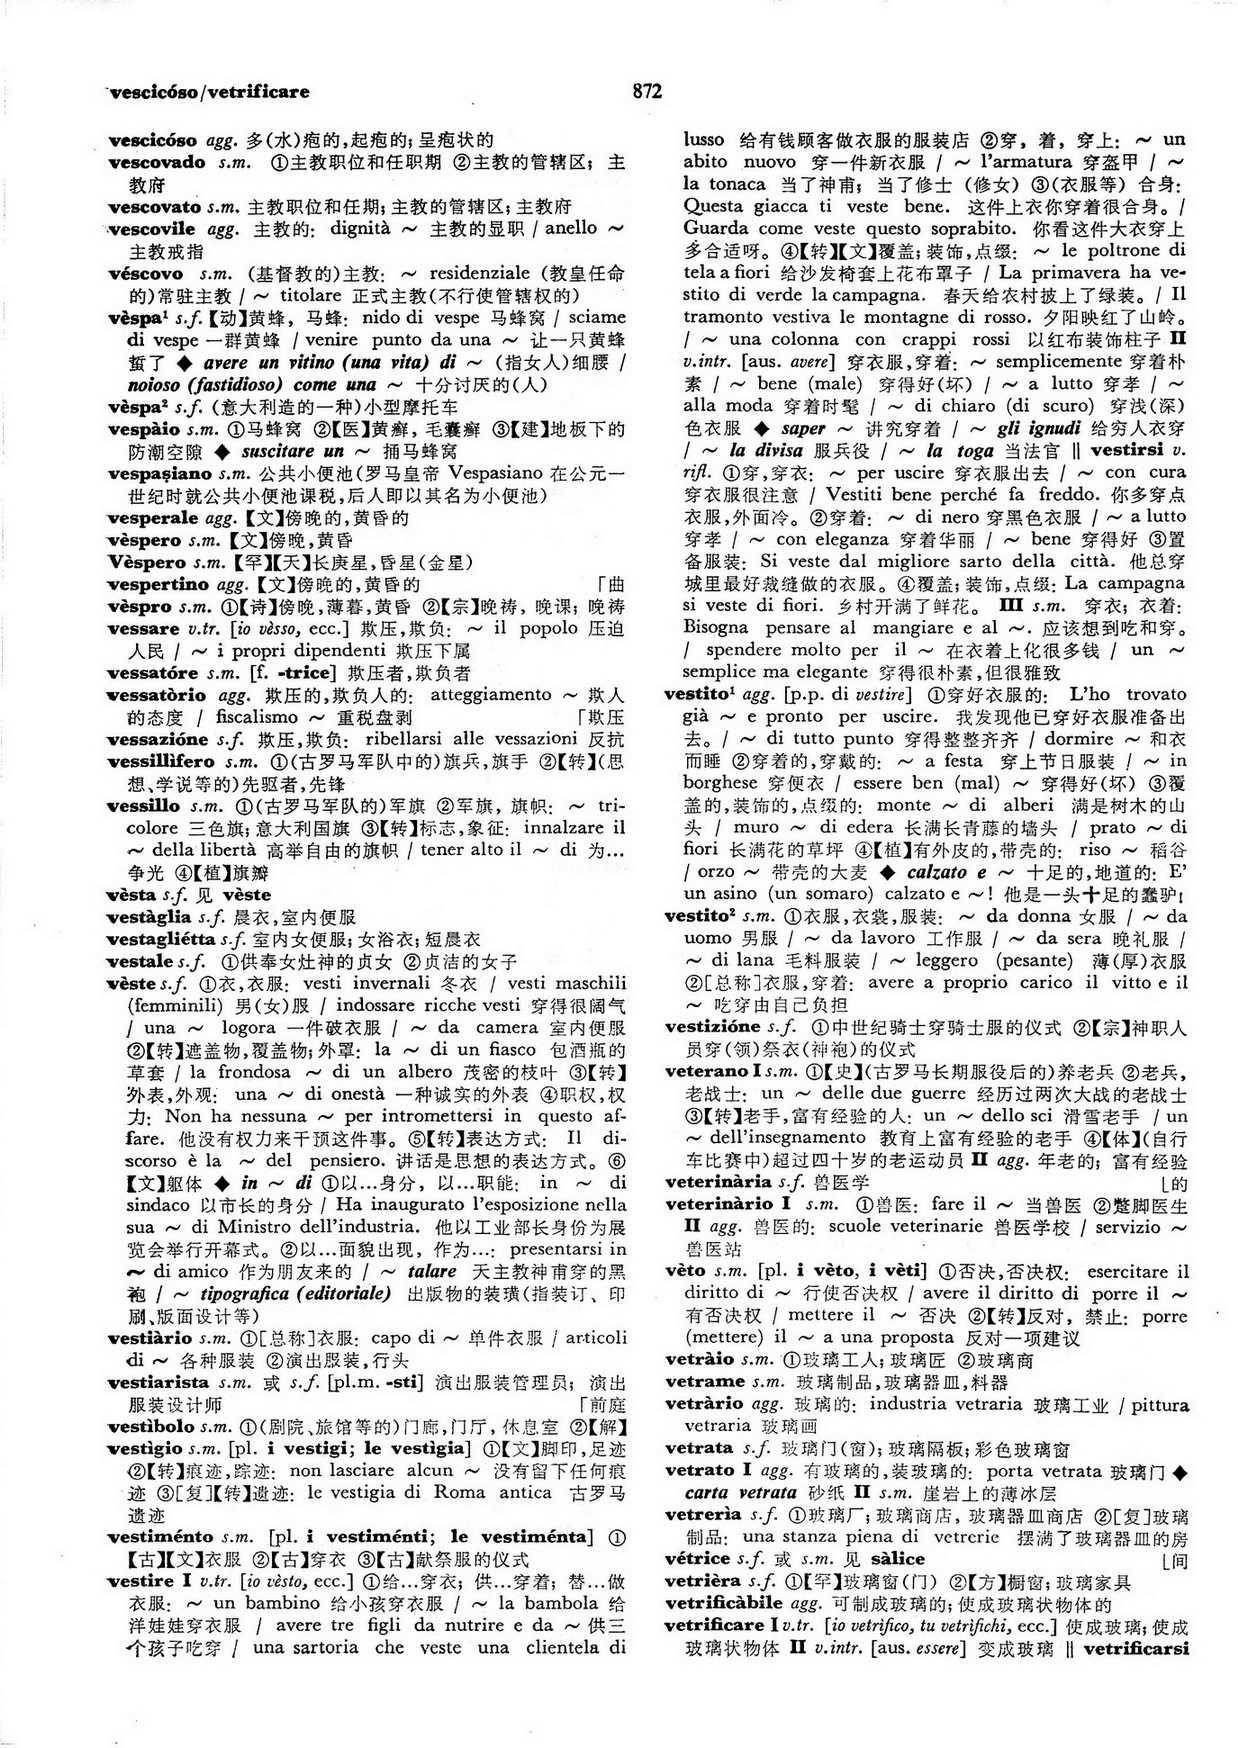 vescicóso/vetrificare
872
vescicóso agg. 多(水)疱的,起疱的; 呈疱状的
vescovado s.m. ①主教职位和任职期 ②主教的管辖区; 主
教府
vescovato s.m. 主教职位和任期; 主教的管辖区; 主教府
vescovile agg. 主教的: dignità ～ 主教的显职 / anello ～
主教戒指
véscovo s.m. (基督教的)主教: ～ residenziale (教皇任命
的)常驻主教 / ～ titolare 正式主教(不行使管辖权的)
vèspa¹ s.f.【动】黄蜂, 马蜂: nido di vespe 马蜂窝 / sciame
di vespe 一群黄蜂 / venire punto da una ～ 让一只黄蜂
蜇了 ◆ avere un vitino (una vita) di ～ (指女人)细腰 /
noioso (fastidioso) come una ～ 十分讨厌的(人)
vèspa² s.f. (意大利造的一种)小型摩托车
vespàio s.m. ①马蜂窝 ②【医】黄癣, 毛囊癣 ③【建】地板下的
防潮空隙 ◆ suscitare un ～ 捅马蜂窝
vespasiano s.m. 公共小便池(罗马皇帝 Vespasiano 在公元一
世纪时就公共小便池课税,后人即以其名为小便池)
vesperale agg.【文】傍晚的,黄昏的
vèspero s.m.【文】傍晚,黄昏
Vèspero s.m.【罕】【天】长庚星,昏星(金星)
vespertino agg.【文】傍晚的,黄昏的 「曲
vèspro s.m. ①【诗】傍晚,薄暮,黄昏 ②【宗】晚祷, 晚课; 晚祷
vessare v.tr. [io vèsso, ecc.] 欺压,欺负: ～ il popolo 压迫
人民 / ～ i propri dipendenti 欺压下属
vessatóre s.m. [f. -trice] 欺压者,欺负者
vessatòrio agg. 欺压的,欺负人的: atteggiamento ～ 欺人
的态度 / fiscalismo ～ 重税盘剥 「欺压
vessazióne s.f. 欺压,欺负: ribellarsi alle vessazioni 反抗
vessillìfero s.m. ①(古罗马军队中的)旗兵,旗手 ②【转】(思
想、学说等的)先驱者,先锋
vessillo s.m. ①(古罗马军队的)军旗 ②军旗, 旗帜: ～ tri-
colore 三色旗; 意大利国旗 ③【转】标志,象征: innalzare il
～ della libertà 高举自由的旗帜 / tener alto il ～ di 为…
争光 ④【植】旗瓣
vèsta s.f. 见 vèste
vestàglia s.f. 晨衣,室内便服
vestagliétta s.f. 室内女便服; 女浴衣; 短晨衣
vestale s.f. ①供奉女灶神的贞女 ②贞洁的女子
vèste s.f. ①衣,衣服: vesti invernali 冬衣 / vesti maschili
(femminili) 男(女)服 / indossare ricche vesti 穿得很阔气
/ una ～ logora 一件破衣服 / ～ da camera 室内便服
②【转】遮盖物,覆盖物; 外罩: la ～ di un fiasco 包酒瓶的
草套 / la frondosa ～ di un albero 茂密的枝叶 ③【转】
外表,外观: una ～ di onestà 一种诚实的外表 ④职权,权
力: Non ha nessuna ～ per intromettersi in questo af-
fare. 他没有权力来干预这件事。⑤【转】表达方式: Il di-
scorso è la ～ del pensiero. 讲话是思想的表达方式。⑥
【文】躯体 ◆ in ～ di ①以…身分, 以…职能: in ～ di
sindaco 以市长的身分 / Ha inaugurato l'esposizione nella
sua ～ di Ministro dell'industria. 他以工业部长身份为展
览会举行开幕式。②以…面貌出现, 作为…: presentarsi in
～ di amico 作为朋友来的 / ～ talare 天主教神甫穿的黑
袍 / ～ tipografica (editoriale) 出版物的装璜(指装订、印
刷、版面设计等)
vestiàrio s.m. ①[总称]衣服: capo di ～ 单件衣服 / articoli
di ～ 各种服装 ②演出服装,行头
vestiarista s.m. 或 s.f. [pl.m. -sti] 演出服装管理员; 演出
服装设计师 「前庭
vestìbolo s.m. ①(剧院、旅馆等的)门廊,门厅, 休息室 ②【解】
vestìgio s.m. [pl. i vestigi; le vestìgia] ①【文】脚印,足迹
②【转】痕迹,踪迹: non lasciare alcun ～ 没有留下任何痕
迹 ③[复]【转】遗迹: le vestigia di Roma antica 古罗马
遗迹
vestiménto s.m. [pl. i vestiménti; le vestiménta] ①
【古】【文】衣服 ②【古】穿衣 ③【古】献祭服的仪式
vestire I v.tr. [io vèsto, ecc.] ①给…穿衣; 供…穿着; 替…做
衣服: ～ un bambino 给小孩穿衣服 / ～ la bambola 给
洋娃娃穿衣服 / avere tre figli da nutrire e da ～ 供三
个孩子吃穿 / una sartoria che veste una clientela di
lusso 给有钱顾客做衣服的服装店 ②穿, 着, 穿上: ～ un
abito nuovo 穿一件新衣服 / ～ l'armatura 穿盔甲 / ～
la tonaca 当了神甫; 当了修士 (修女) ③(衣服等) 合身:
Questa giacca ti veste bene. 这件上衣你穿着很合身。/
Guarda come veste questo soprabito. 你看这件大衣穿上
多合适呀。④【转】【文】覆盖; 装饰,点缀: ～ le poltrone di
tela a fiori 给沙发椅套上花布罩子 / La primavera ha ve-
stito di verde la campagna. 春天给农村披上了绿装。/ Il
tramonto vestiva le montagne di rosso. 夕阳映红了山岭。
/ ～ una colonna con crappi rossi 以红布装饰柱子 II
v.intr. [aus. avere] 穿衣服,穿着: ～ semplicemente 穿着朴
素 / ～ bene (male) 穿得好(坏) / ～ a lutto 穿孝 / ～
alla moda 穿着时髦 / ～ di chiaro (di scuro) 穿浅(深)
色衣服 ◆ saper ～ 讲究穿着 / ～ gli ignudi 给穷人衣穿
/ ～ la divisa 服兵役 / ～ la toga 当法官 ‖ vestirsi v.
rifl. ①穿,穿衣: ～ per uscire 穿衣服出去 / ～ con cura
穿衣服很注意 / Vestiti bene perché fa freddo. 你多穿点
衣服,外面冷。②穿着: ～ di nero 穿黑色衣服 / ～ a lutto
穿孝 / ～ con eleganza 穿着华丽 / ～ bene 穿得好 ③置
备服装: Si veste dal migliore sarto della città. 他总穿
城里最好裁缝做的衣服。④覆盖; 装饰,点缀: La campagna
si veste di fiori. 乡村开满了鲜花。 III s.m. 穿衣; 衣着:
Bisogna pensare al mangiare e al ～. 应该想到吃和穿。
/ spendere molto per il ～ 在衣着上化很多钱 / un ～
semplice ma elegante 穿得很朴素,但很雅致
vestito¹ agg. [p.p. di vestire] ①穿好衣服的: L'ho trovato
già ～ e pronto per uscire. 我发现他已穿好衣服准备出
去。/ ～ di tutto punto 穿得整整齐齐 / dormire ～ 和衣
而睡 ②穿着的,穿戴的: ～ a festa 穿上节日服装 / ～ in
borghese 穿便衣 / essere ben (mal) ～ 穿得好(坏) ③覆
盖的,装饰的,点缀的: monte ～ di alberi 满是树木的山
头 / muro ～ di edera 长满长青藤的墙头 / prato ～ di
fiori 长满花的草坪 ④【植】有外皮的,带壳的: riso ～ 稻谷
/ orzo ～ 带壳的大麦 ◆ calzato e ～ 十足的,地道的: E'
un asino (un somaro) calzato e ～! 他是一头十足的蠢驴!
vestito² s.m. ①衣服,衣裳,服装: ～ da donna 女服 / ～ da
uomo 男服 / ～ da lavoro 工作服 / ～ da sera 晚礼服 /
～ di lana 毛料服装 / ～ leggero (pesante) 薄(厚)衣服
②[总称]衣服,穿着: avere a proprio carico il vitto e il
～ 吃穿由自己负担
vestizióne s.f. ①中世纪骑士穿骑士服的仪式 ②【宗】神职人
员穿(领)祭衣(神袍)的仪式
veterano I s.m. ①【史】(古罗马长期服役后的)养老兵 ②老兵,
老战士: un ～ delle due guerre 经历过两次大战的老战士
③【转】老手,富有经验的人: un ～ dello sci 滑雪老手 / un
～ dell'insegnamento 教育上富有经验的老手 ④【体】(自行
车比赛中)超过四十岁的老运动员 II agg. 年老的; 富有经验
veterinària s.f. 兽医学 ⌊的
veterinàrio I s.m. ①兽医: fare il ～ 当兽医 ②蹩脚医生
II agg. 兽医的: scuole veterinarie 兽医学校 / servizio ～
兽医站
vèto s.m. [pl. i vèto, i vèti] ①否决,否决权: esercitare il
diritto di ～ 行使否决权 / avere il diritto di porre il ～
有否决权 / mettere il ～ 否决 ②【转】反对, 禁止: porre
(mettere) il ～ a una proposta 反对一项建议
vetràio s.m. ①玻璃工人; 玻璃匠 ②玻璃商
vetrame s.m. 玻璃制品,玻璃器皿,料器
vetràrio agg. 玻璃的: industria vetraria 玻璃工业 / pittura
vetraria 玻璃画
vetrata s.f. 玻璃门(窗); 玻璃隔板; 彩色玻璃窗
vetrato I agg. 有玻璃的,装玻璃的: porta vetrata 玻璃门 ◆
carta vetrata 砂纸 II s.m. 崖岩上的薄冰层
vetrerìa s.f. ①玻璃厂; 玻璃商店, 玻璃器皿商店 ②[复]玻璃
制品: una stanza piena di vetrerie 摆满了玻璃器皿的房
vétrice s.f. 或 s.m. 见 sàlice ⌊间
vetrièra s.f. ①【罕】玻璃窗(门) ②【方】橱窗; 玻璃家具
vetrificàbile agg. 可制成玻璃的; 使成玻璃状物体的
vetrificare I v.tr. [io vetrìfico, tu vetrìfichi, ecc.] 使成玻璃; 使成
玻璃状物体 II v.intr. [aus. essere] 变成玻璃 ‖ vetrificarsi